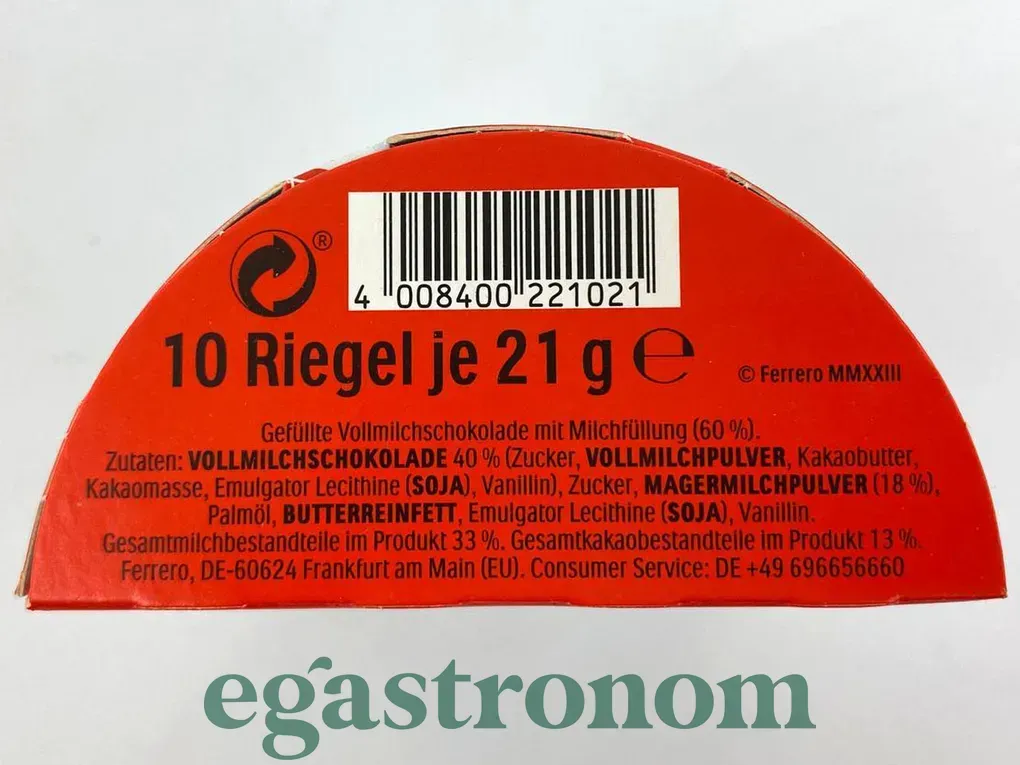 ®
4 008400 221021
10 Riegel je 21 g ℮
© Ferrero MMXXIII
Gefüllte Vollmilchschokolade mit Milchfüllung (60 %).
Zutaten: VOLLMILCHSCHOKOLADE 40 % (Zucker, VOLLMILCHPULVER, Kakaobutter,
Kakaomasse, Emulgator Lecithine (SOJA), Vanillin), Zucker, MAGERMILCHPULVER (18 %),
Palmöl, BUTTERREINFETT, Emulgator Lecithine (SOJA), Vanillin.
Gesamtmilchbestandteile im Produkt 33 %. Gesamtkakaobestandteile im Produkt 13 %.
Ferrero, DE-60624 Frankfurt am Main (EU). Consumer Service: DE +49 696656660
egastronom